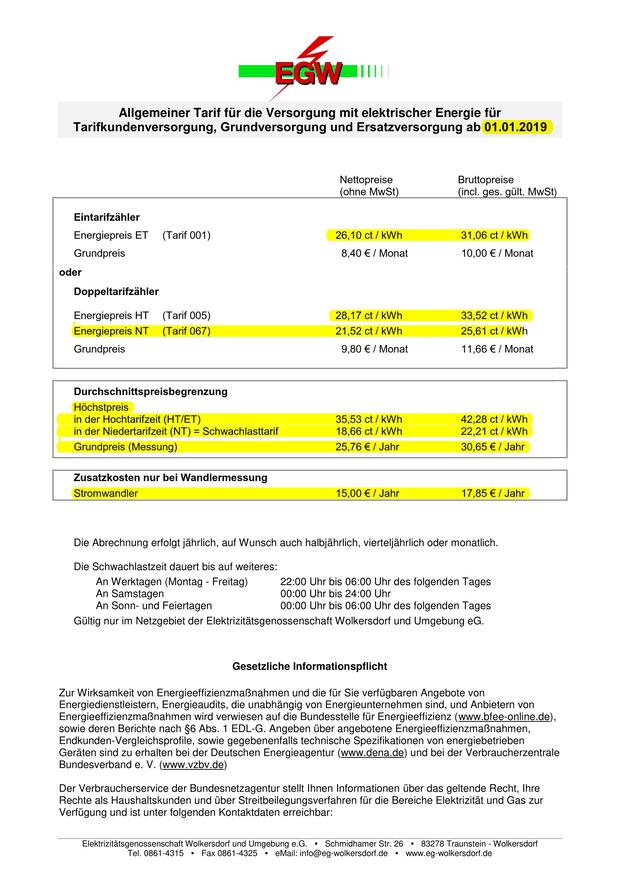 EGW
Allgemeiner Tarif für die Versorgung mit elektrischer Energie für
Tarifkundenversorgung, Grundversorgung und Ersatzversorgung ab 01.01.2019
Nettopreise Bruttopreise
(ohne MwSt) (incl. ges. gült. MwSt)
Eintarifzähler
Energiepreis ET (Tarif 001) 26,10 ct / kWh 31,06 ct / kWh
Grundpreis 8,40 € / Monat 10,00 € / Monat
oder
Doppeltarifzähler
Energiepreis HT (Tarif 005) 28,17 ct / kWh 33,52 ct / kWh
Energiepreis NT (Tarif 067) 21,52 ct / kWh 25,61 ct / kWh
Grundpreis 9,80 € / Monat 11,66 € / Monat
Durchschnittspreisbegrenzung
Höchstpreis
in der Hochtarifzeit (HT/ET) 35,53 ct / kWh 42,28 ct / kWh
in der Niedertarifzeit (NT) = Schwachlasttarif 18,66 ct / kWh 22,21 ct / kWh
Grundpreis (Messung) 25,76 € / Jahr 30,65 € / Jahr
Zusatzkosten nur bei Wandlermessung
Stromwandler 15,00 € / Jahr 17,85 € / Jahr
Die Abrechnung erfolgt jährlich, auf Wunsch auch halbjährlich, vierteljährlich oder monatlich.
Die Schwachlastzeit dauert bis auf weiteres:
An Werktagen (Montag - Freitag) 22:00 Uhr bis 06:00 Uhr des folgenden Tages
An Samstagen 00:00 Uhr bis 24:00 Uhr
An Sonn- und Feiertagen 00:00 Uhr bis 06:00 Uhr des folgenden Tages
Gültig nur im Netzgebiet der Elektrizitätsgenossenschaft Wolkersdorf und Umgebung eG.
Gesetzliche Informationspflicht
Zur Wirksamkeit von Energieeffizienzmaßnahmen und die für Sie verfügbaren Angebote von
Energiedienstleistern, Energieaudits, die unabhängig von Energieunternehmen sind, und Anbietern von
Energieeffizienzmaßnahmen wird verwiesen auf die Bundesstelle für Energieeffizienz (www.bfee-online.de),
sowie deren Berichte nach §6 Abs. 1 EDL-G. Angaben über angebotene Energieeffizienzmaßnahmen,
Endkunden-Vergleichsprofile, sowie gegebenenfalls technische Spezifikationen von energiebetrieben
Geräten sind zu erhalten bei der Deutschen Energieagentur (www.dena.de) und bei der Verbraucherzentrale
Bundesverband e. V. (www.vzbv.de)
Der Verbraucherservice der Bundesnetzagentur stellt Ihnen Informationen über das geltende Recht, Ihre
Rechte als Haushaltskunden und über Streitbeilegungsverfahren für die Bereiche Elektrizität und Gas zur
Verfügung und ist unter folgenden Kontaktdaten erreichbar:
Elektrizitätsgenossenschaft Wolkersdorf und Umgebung e.G. • Schmidhamer Str. 26 • 83278 Traunstein - Wolkersdorf
Tel. 0861-4315 • Fax 0861-4325 • eMail: info@eg-wolkersdorf.de • www.eg-wolkersdorf.de